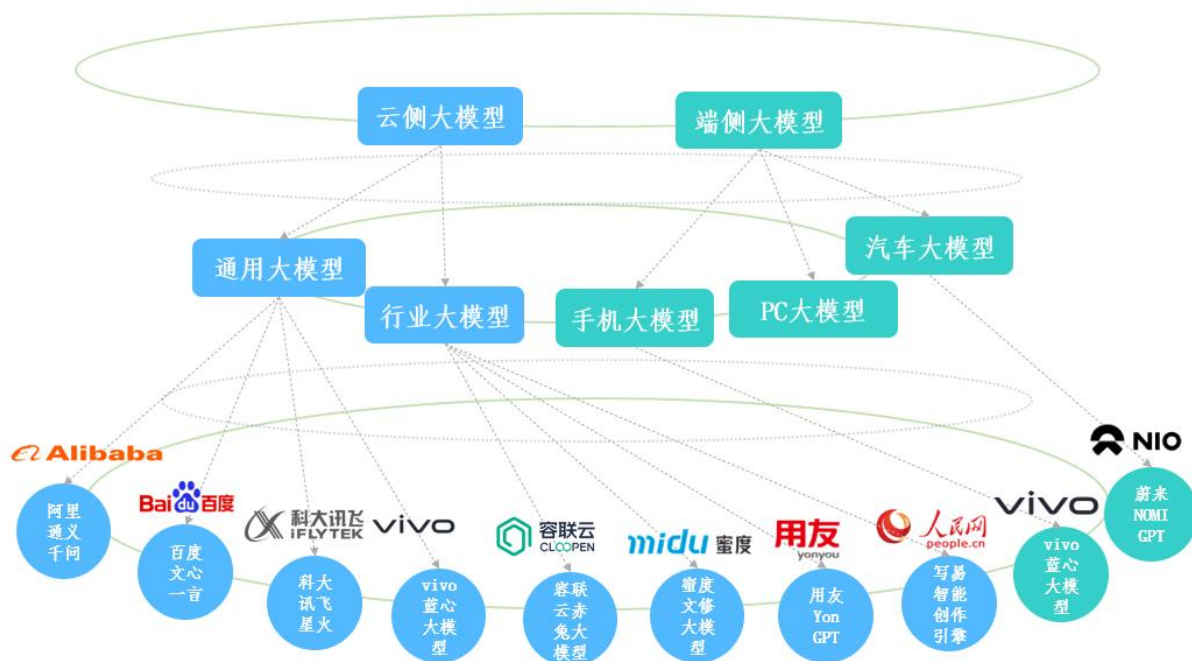 云侧大模型
端侧大模型
通用大模型
行业大模型
手机大模型
PC大模型
汽车大模型
Alibaba
阿里
通义
千问
Bai du 百度
百度
文心
一言
科大讯飞
iFLYTEK
科大
讯飞
星火
vivo
vivo
蓝心
大模型
容联云
CLOOPEN
容联
云赤
兔大
模型
midu 蜜度
蜜度
文修
大模
型
用友
yonyou
用友
Yon
GPT
人民网
people.cn
写易
智能
创作
引擎
vivo
vivo
蓝心
大模
型
NIO
蔚来
NOMI
GPT